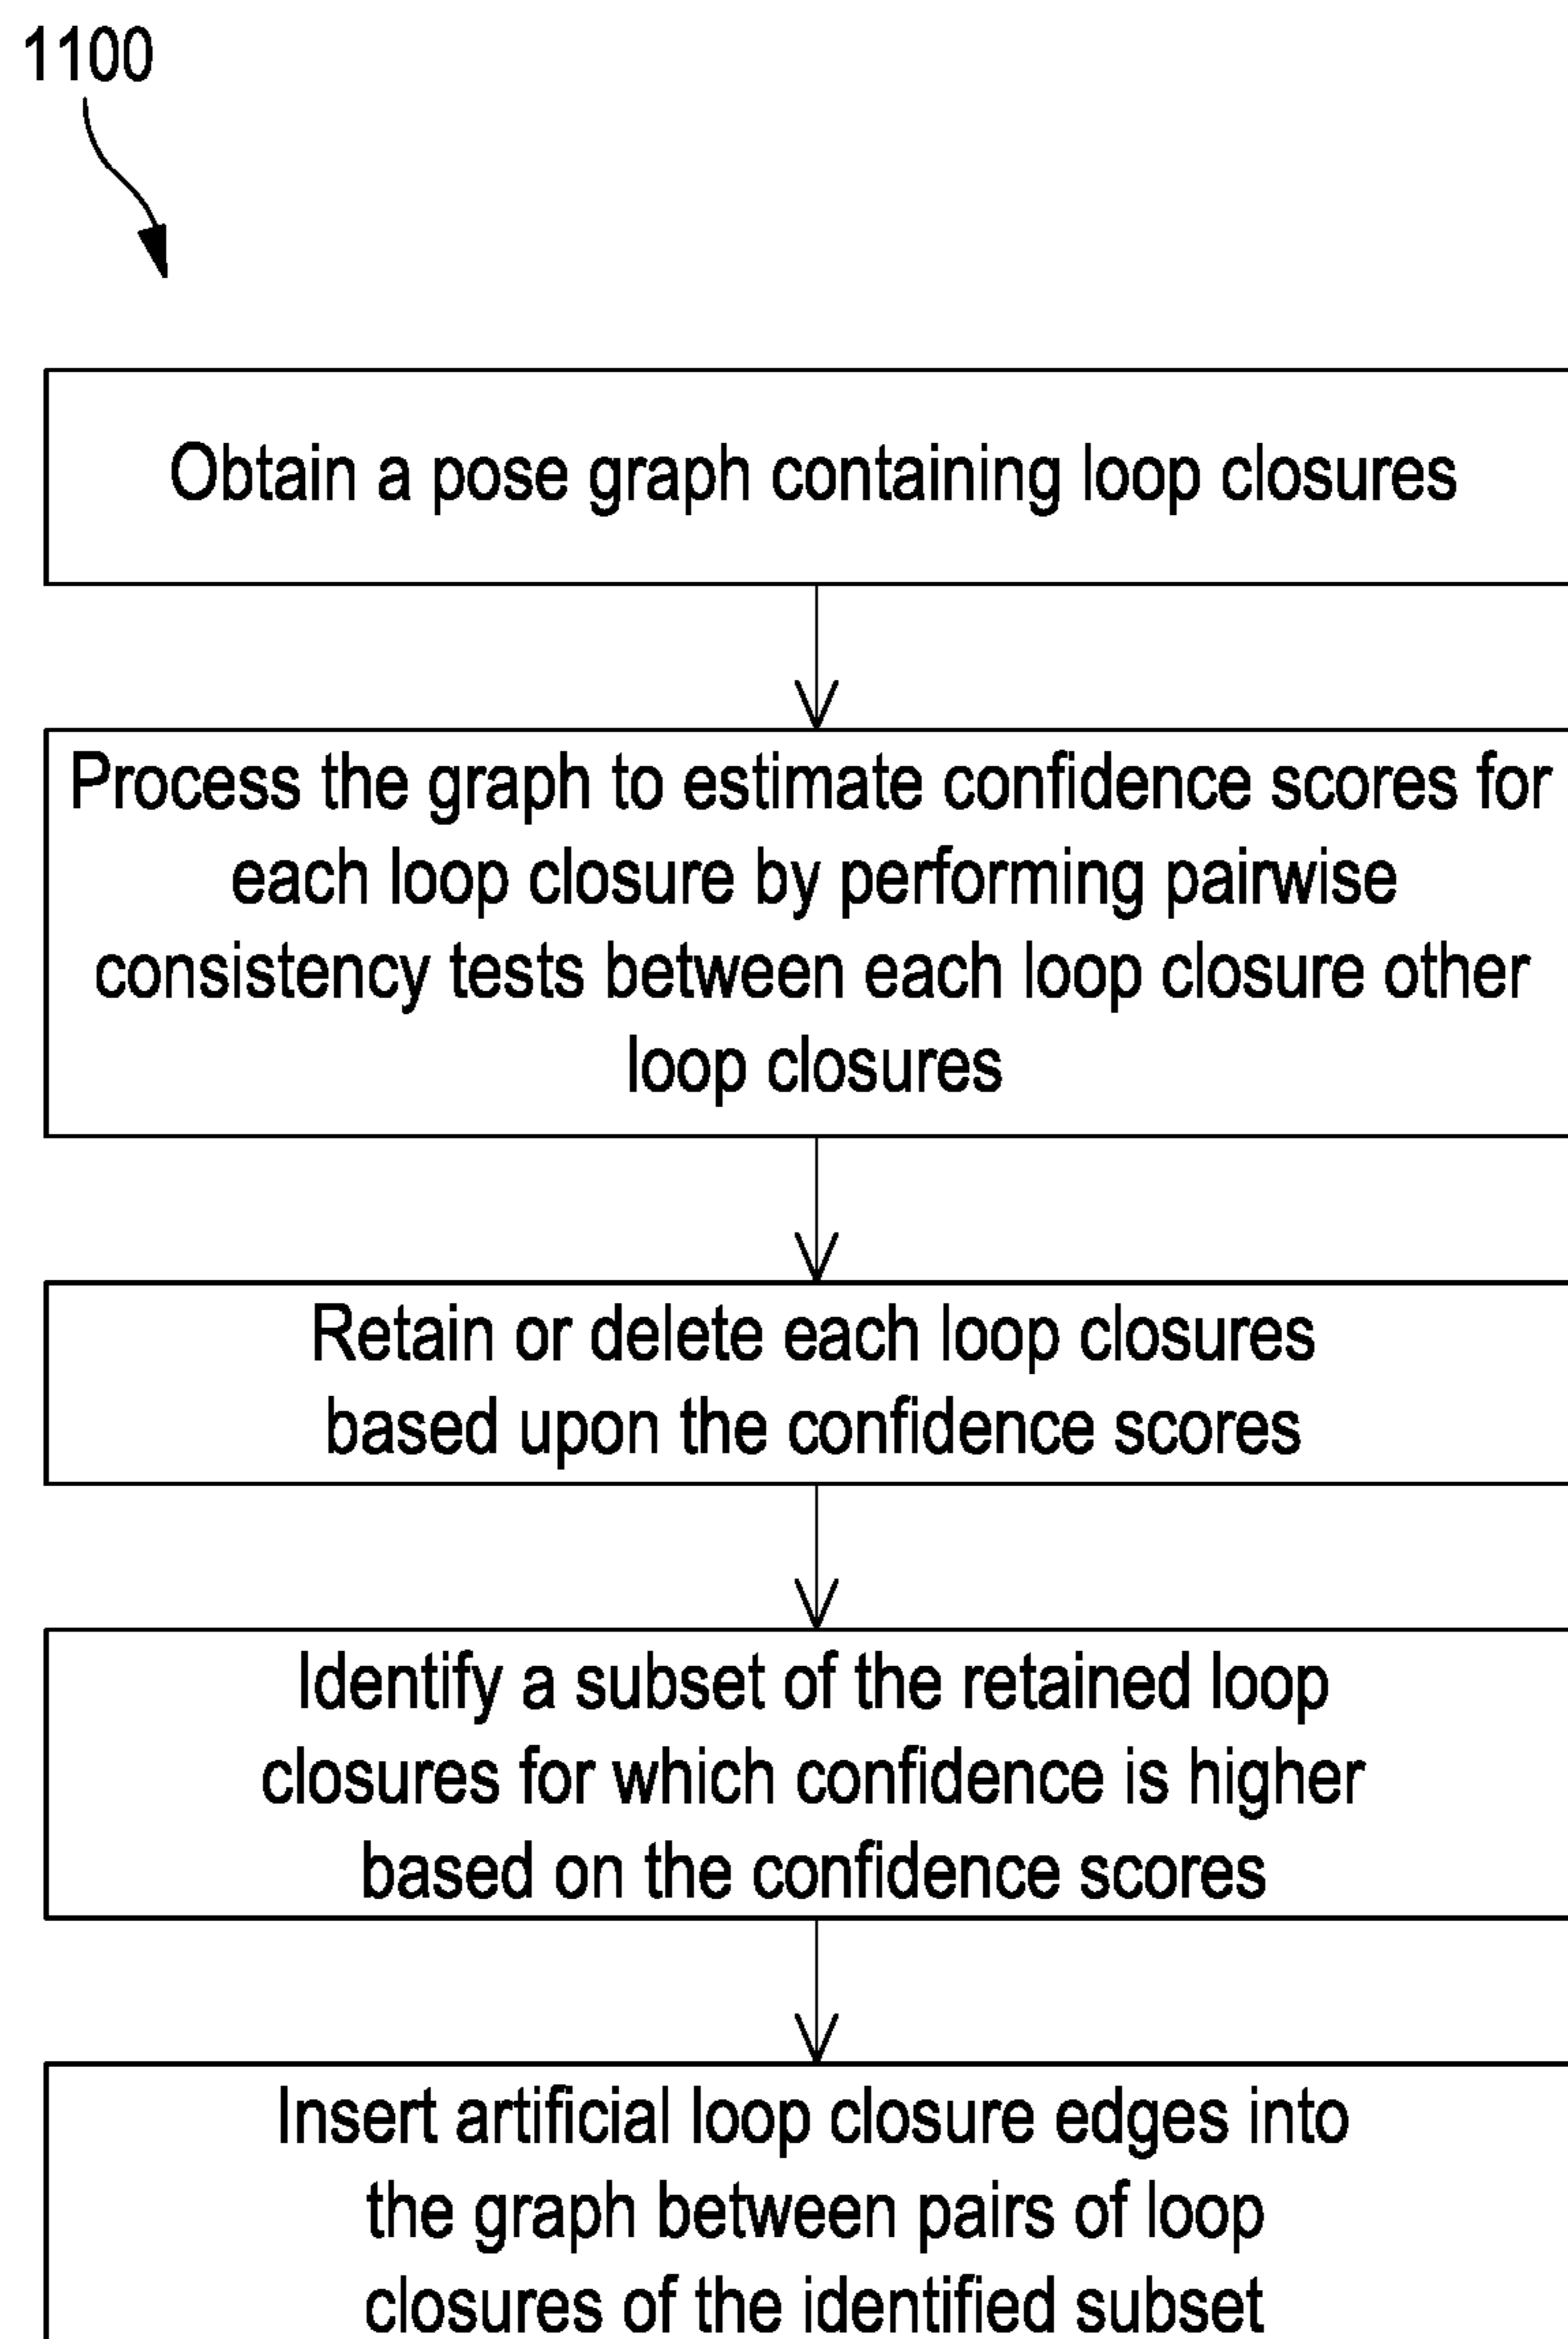 1100
Obtain a pose graph containing loop closures
Process the graph to estimate confidence scores for
each loop closure by performing pairwise
consistency tests between each loop closure other
loop closures
Retain or delete each loop closures
based upon the confidence scores
Identify a subset of the retained loop
closures for which confidence is higher
based on the confidence scores
Insert artificial loop closure edges into
the graph between pairs of loop
closures of the identified subset